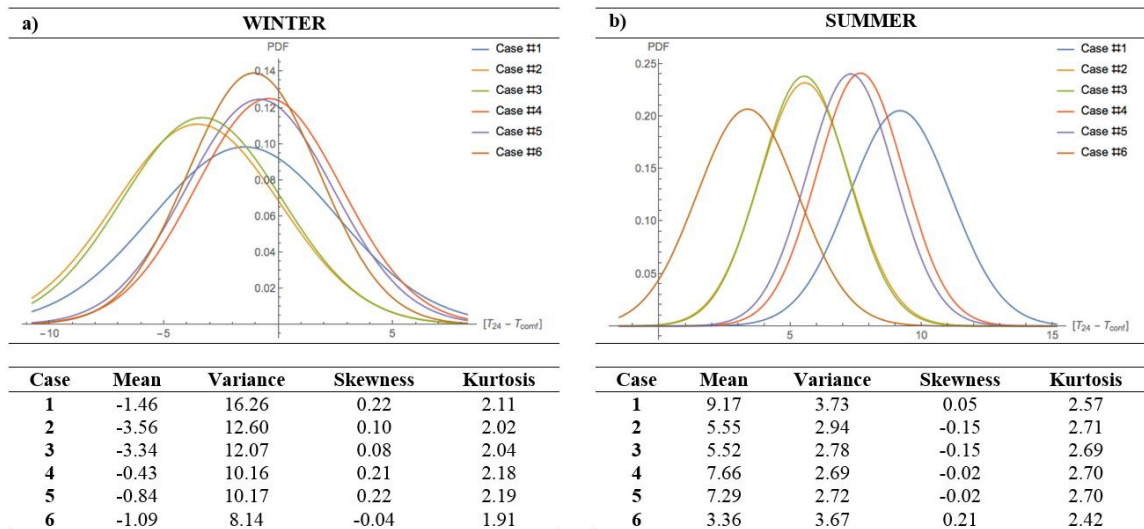 a) WINTER
PDF
0.14
0.12
0.10
0.08
0.06
0.04
0.02
-10 -5 5
[T24 - Tcomf]
Case #1
Case #2
Case #3
Case #4
Case #5
Case #6
Case Mean Variance Skewness Kurtosis
1 -1.46 16.26 0.22 2.11
2 -3.56 12.60 0.10 2.02
3 -3.34 12.07 0.08 2.04
4 -0.43 10.16 0.21 2.18
5 -0.84 10.17 0.22 2.19
6 -1.09 8.14 -0.04 1.91
b) SUMMER
PDF
0.25
0.20
0.15
0.10
0.05
5 10 15
[T24 - Tconf]
Case #1
Case #2
Case #3
Case #4
Case #5
Case #6
Case Mean Variance Skewness Kurtosis
1 9.17 3.73 0.05 2.57
2 5.55 2.94 -0.15 2.71
3 5.52 2.78 -0.15 2.69
4 7.66 2.69 -0.02 2.70
5 7.29 2.72 -0.02 2.70
6 3.36 3.67 0.21 2.42